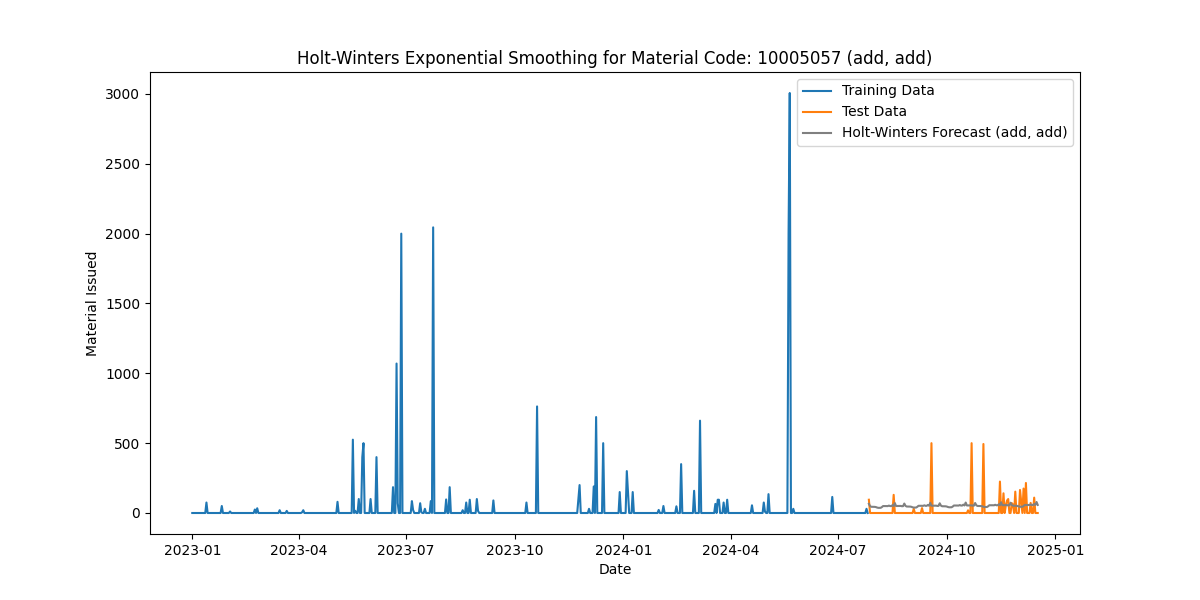 Holt-Winters Exponential Smoothing for Material Code: 10005057 (add, add)
Training Data
Test Data
Holt-Winters Forecast (add, add)
3000
2500
2000
1500
1000
500
0
Material Issued
2023-01 2023-04 2023-07 2023-10 2024-01 2024-04 2024-07 2024-10 2025-01
Date